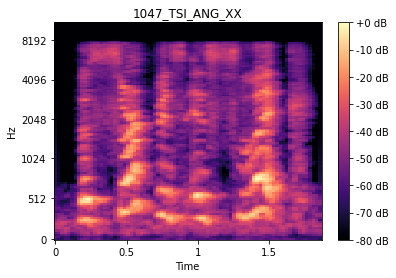 1047_TSI_ANG_XX
+0 dB
8192
-10 dB
4096
-20 dB
-30 dB
2048
-40 dB
Hz
1024
-50 dB
512
-60 dB
-70 dB
0
-80 dB
0
0.5
1
1.5
Time